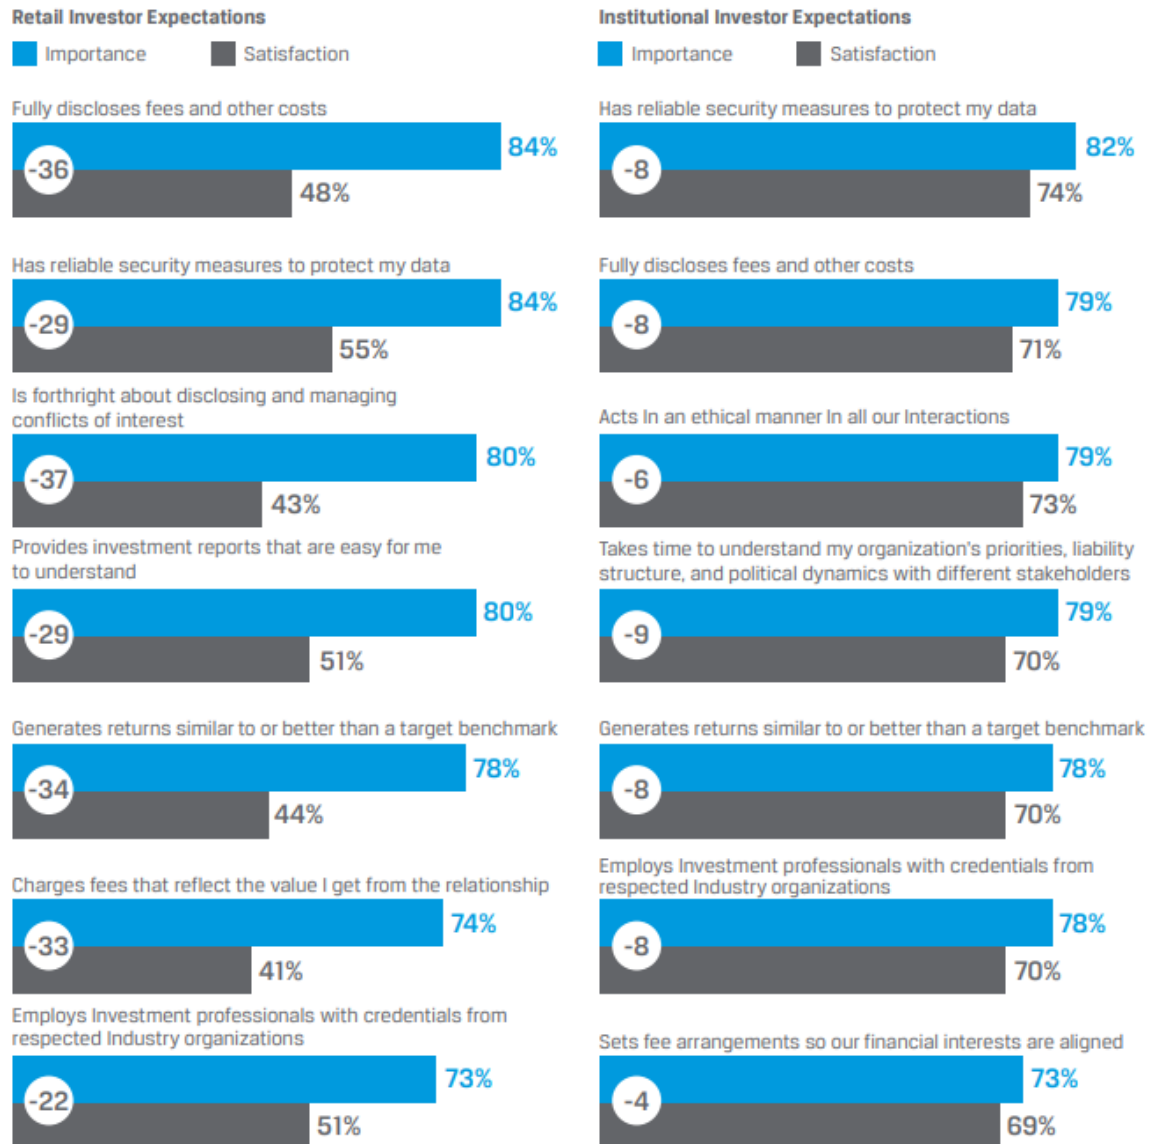 Retail Investor Expectations
Importance
Satisfaction
Fully discloses fees and other costs
84%
-36
48%
Has reliable security measures to protect my data
84%
-29
55%
Is forthright about disclosing and managing
conflicts of interest
80%
-37
43%
Provides investment reports that are easy for me
to understand
80%
-29
51%
Generates returns similar to or better than a target benchmark
78%
-34
44%
Charges fees that reflect the value I get from the relationship
74%
-33
41%
Employs Investment professionals with credentials from
respected Industry organizations
73%
-22
51%
Institutional Investor Expectations
Importance
Satisfaction
Has reliable security measures to protect my data
82%
-8
74%
Fully discloses fees and other costs
79%
-8
71%
Acts In an ethical manner In all our Interactions
79%
-6
73%
Takes time to understand my organization's priorities, liability
structure, and political dynamics with different stakeholders
79%
-9
70%
Generates returns similar to or better than a target benchmark
78%
-8
70%
Employs Investment professionals with credentials from
respected Industry organizations
78%
-8
70%
Sets fee arrangements so our financial interests are aligned
73%
-4
69%